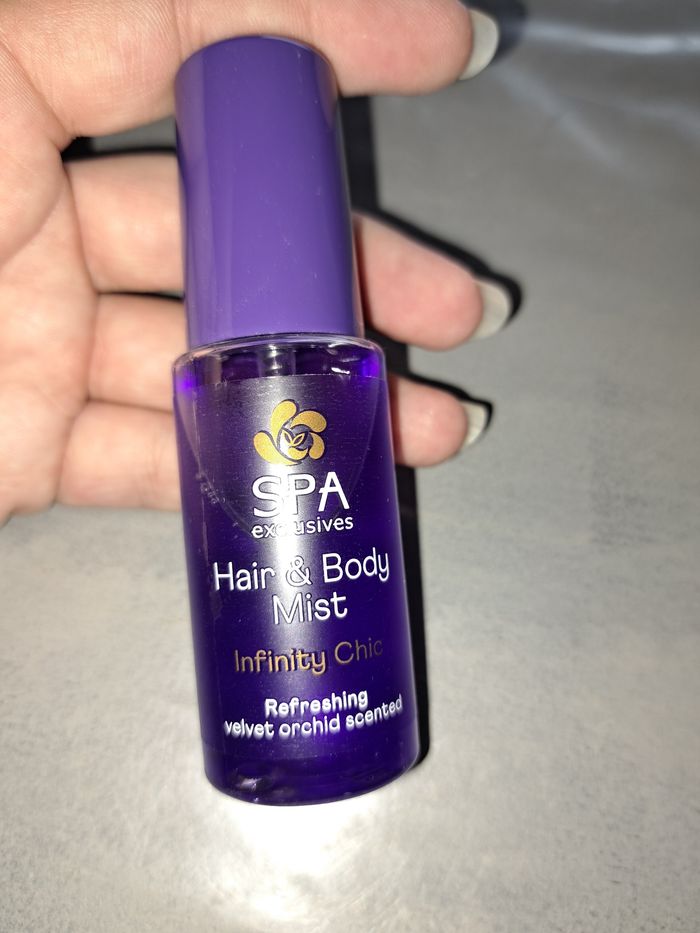 SPA
exclusives
Hair & Body
Mist
Infinity Chic
Refreshing
velvet orchid scented